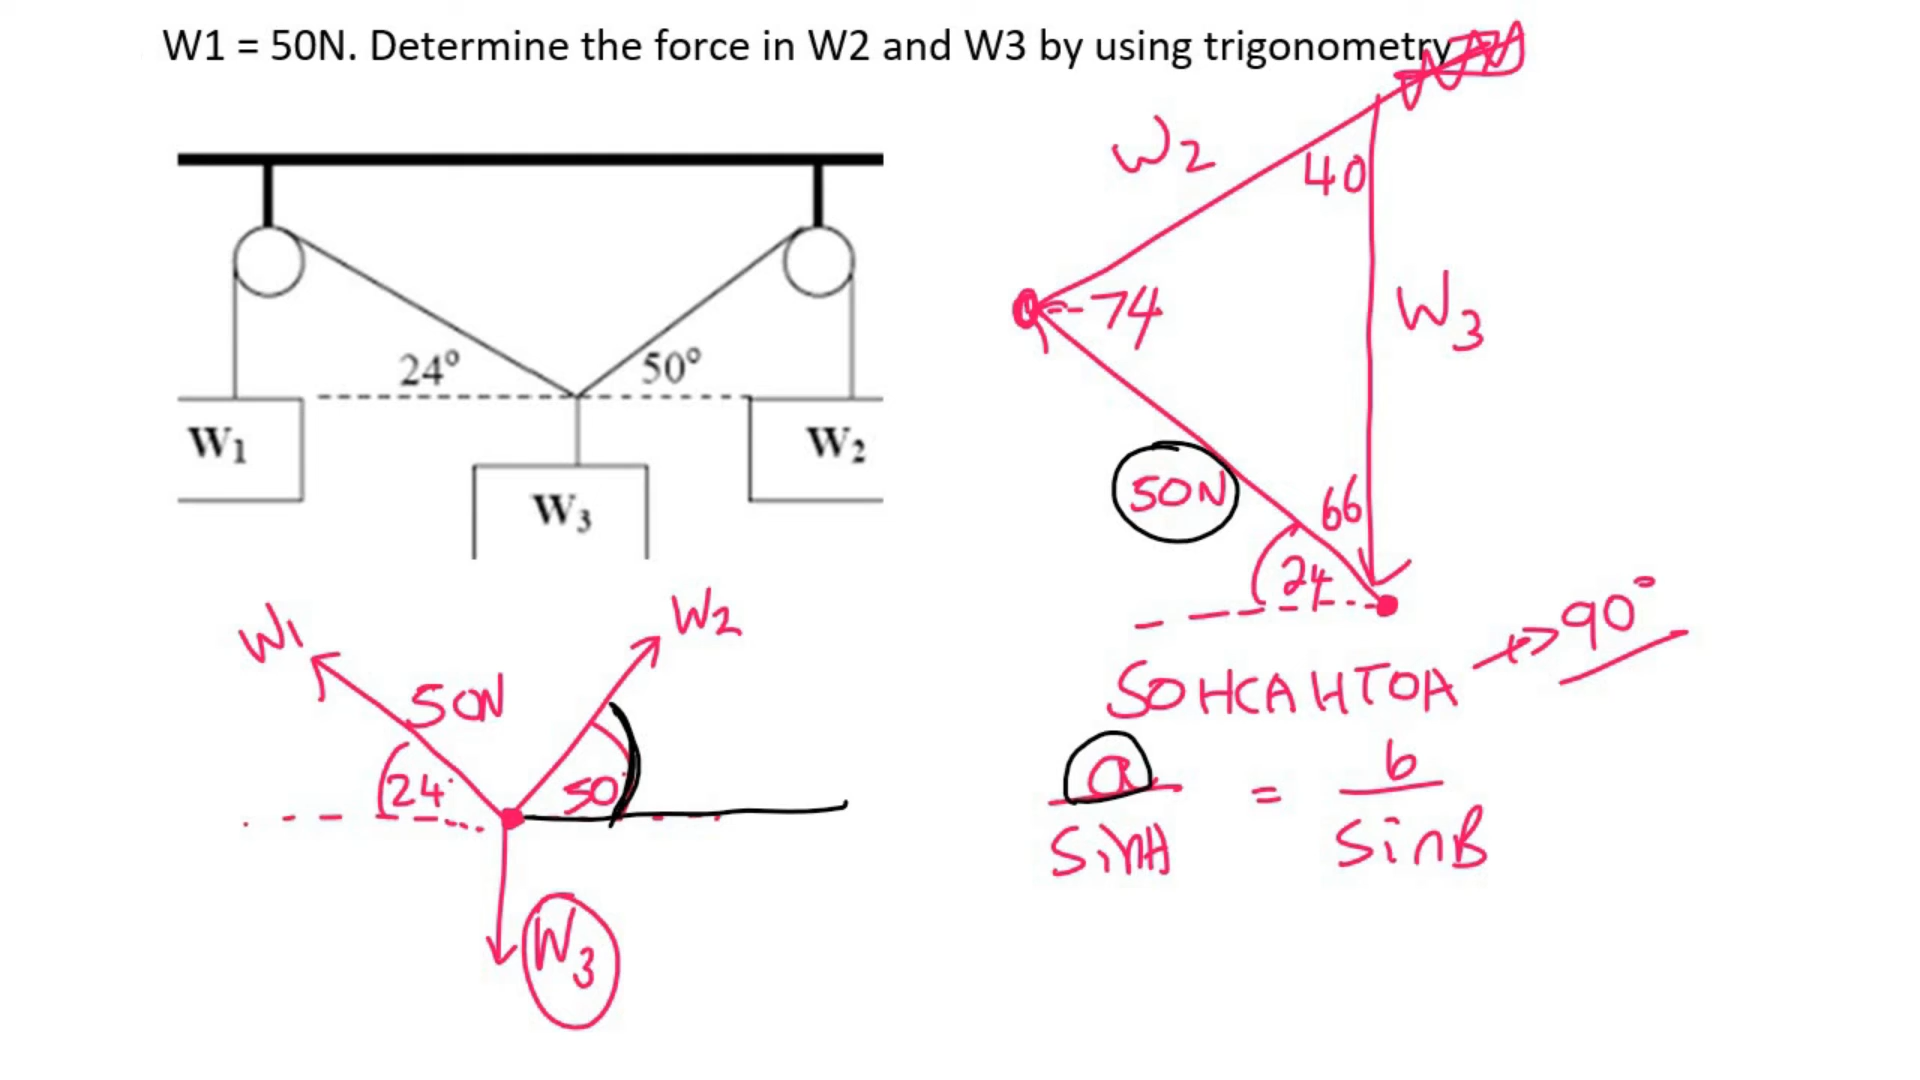 W1 = 50N. Determine the force in W2 and W3 by using trigonometry
W2
40
74
W3
24° 50°
W1 W2
50N
66
W3
24
W1 W2
50N
90°
SOHCAHTOA
24° 50°
a = b
SinA SinB
W3